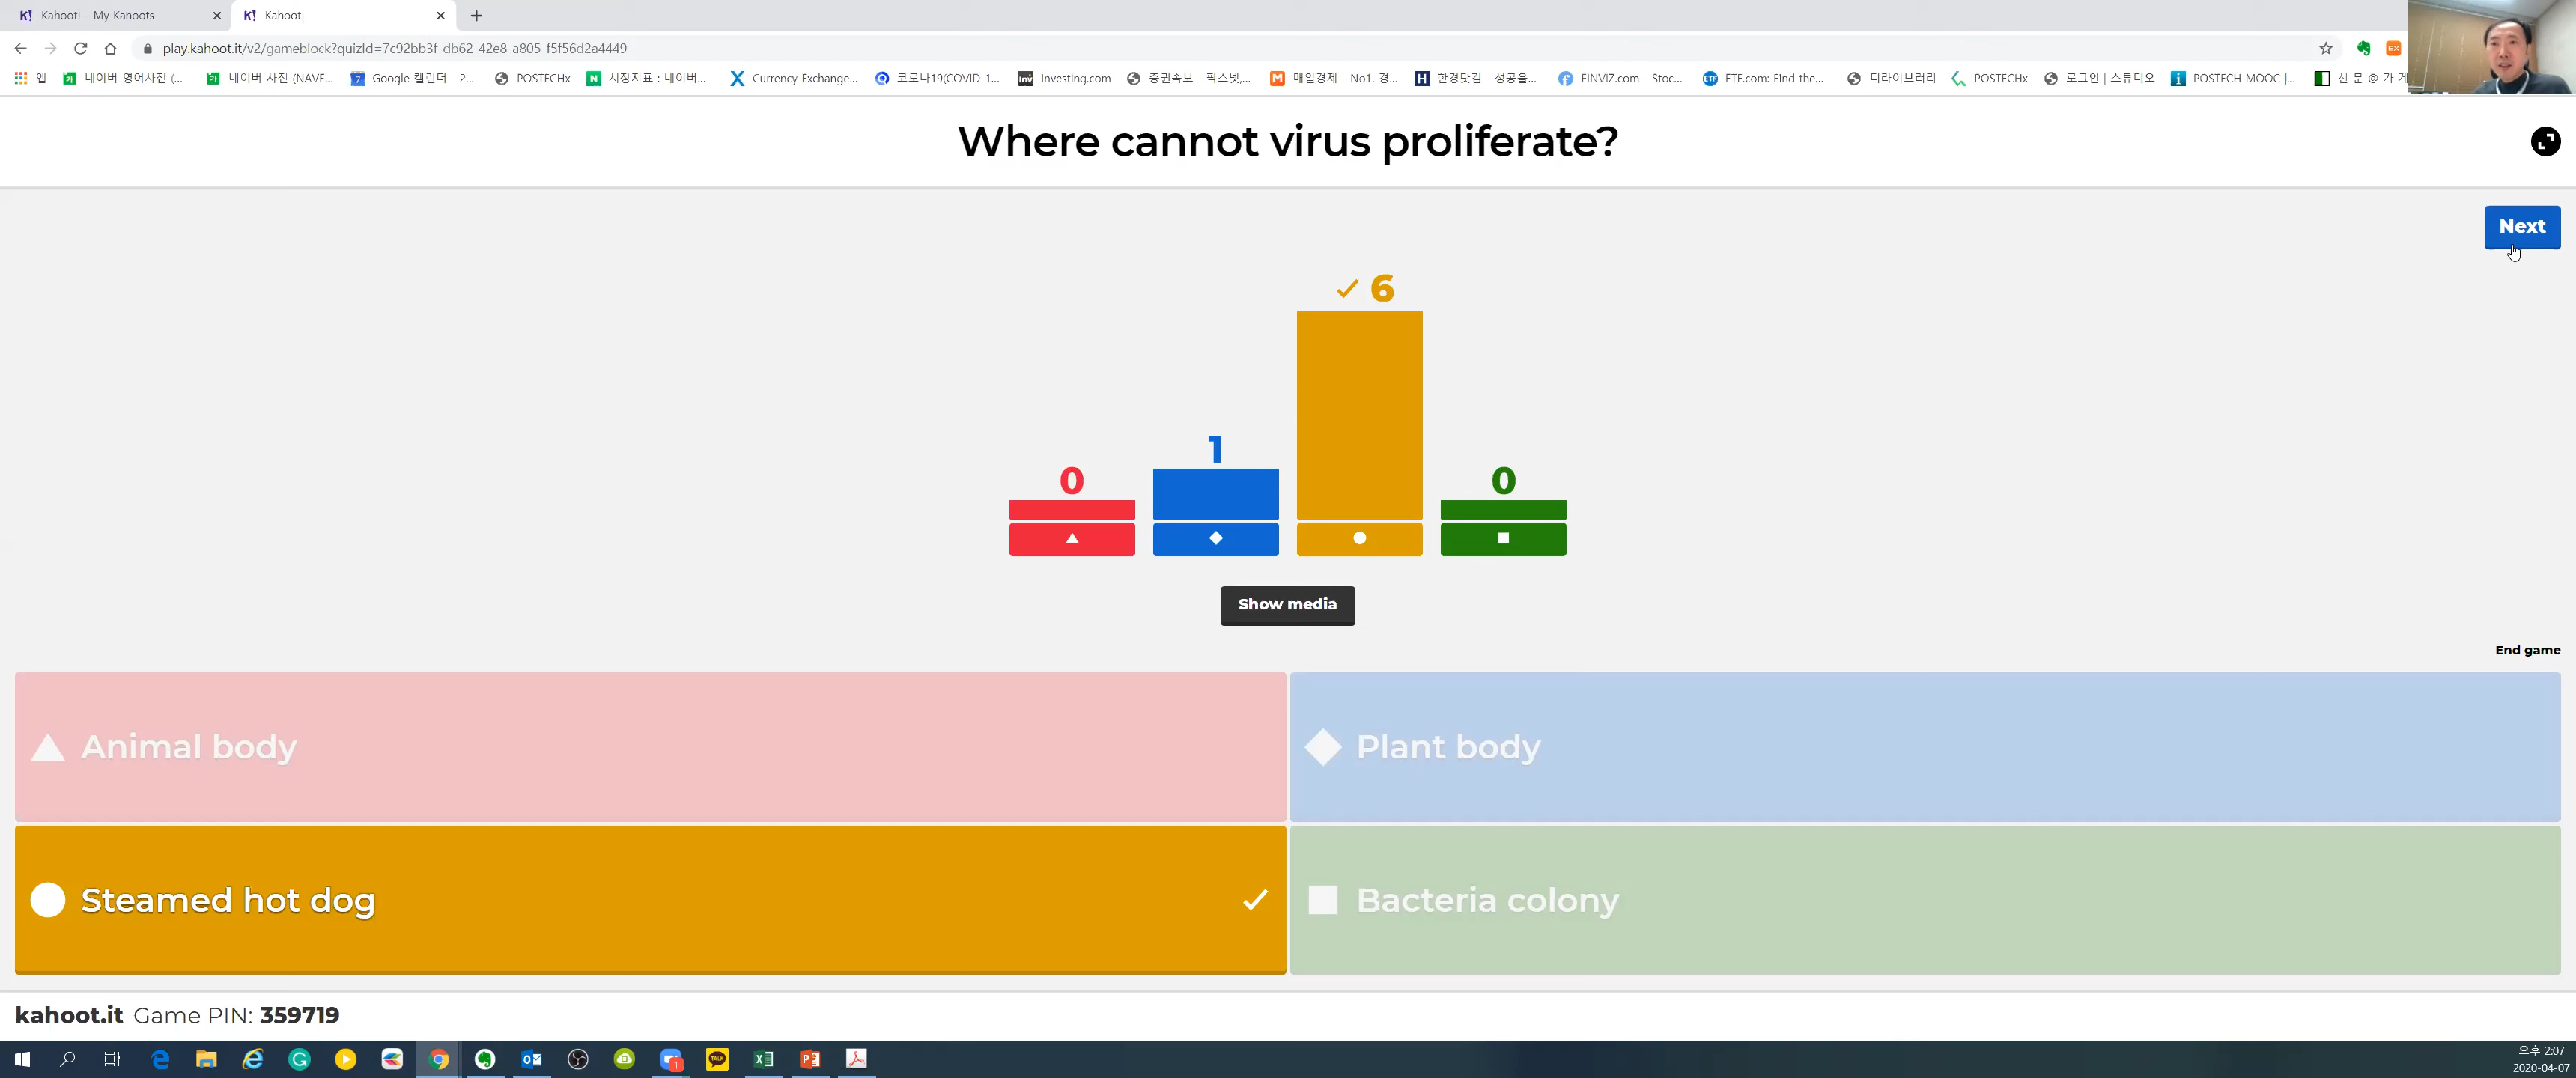 Kahoot! - My Kahoots
Kahoot!
play.kahoot.it/v2/gameblock?quizId=7c92bb3f-db62-42e8-a805-f5f56d2a4449
앱 네이버 영어사전 (... 네이버 사전 (NAVE... Google 캘린더 - 2... POSTECHx 시장지표 : 네이버... Currency Exchange... 코로나19(COVID-1... Investing.com 증권속보 - 팍스넷,... 매일경제 - No1. 경... 한경닷컴 - 성공을... FINVIZ.com - Stoc... ETF.com: Find the... 디라이브러리 POSTECHx 로그인 | 스튜디오 POSTECH MOOC |... 신 문 @ 가 게
Where cannot virus proliferate?
Next
6
1
0
0
Show media
End game
Animal body
Plant body
Steamed hot dog
Bacteria colony
kahoot.it Game PIN: 359719
오후 2:07
2020-04-07